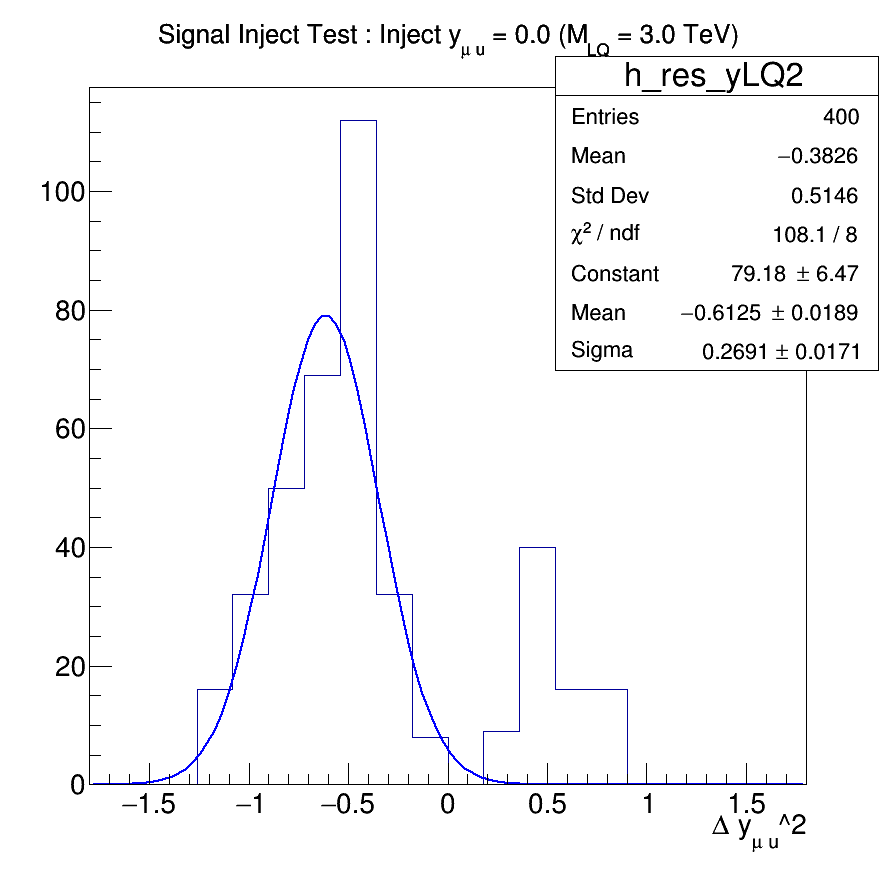 Signal Inject Test : Inject y_μ u = 0.0 (M_LQ = 3.0 TeV)
h_res_yLQ2
Entries 400
Mean −0.3826
Std Dev 0.5146
χ² / ndf 108.1 / 8
Constant 79.18 ± 6.47
Mean −0.6125 ± 0.0189
Sigma 0.2691 ± 0.0171
100
80
60
40
20
0
−1.5 −1 −0.5 0 0.5 1 1.5
Δ y_μ u^2